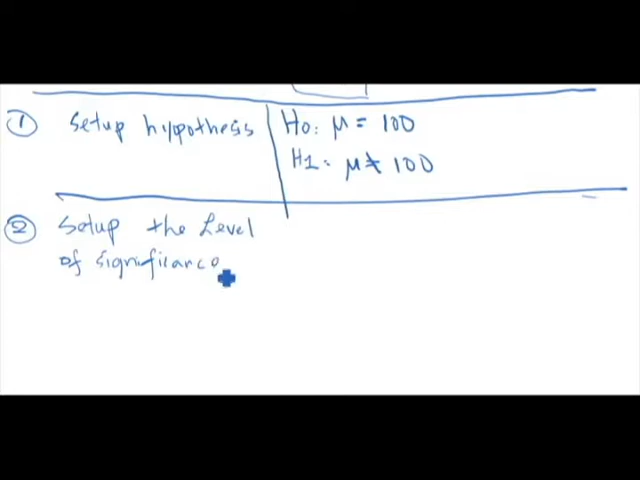 ① Setup hypothesis H0: μ = 100
H1: μ ≠ 100
② Setup the Level
of significance